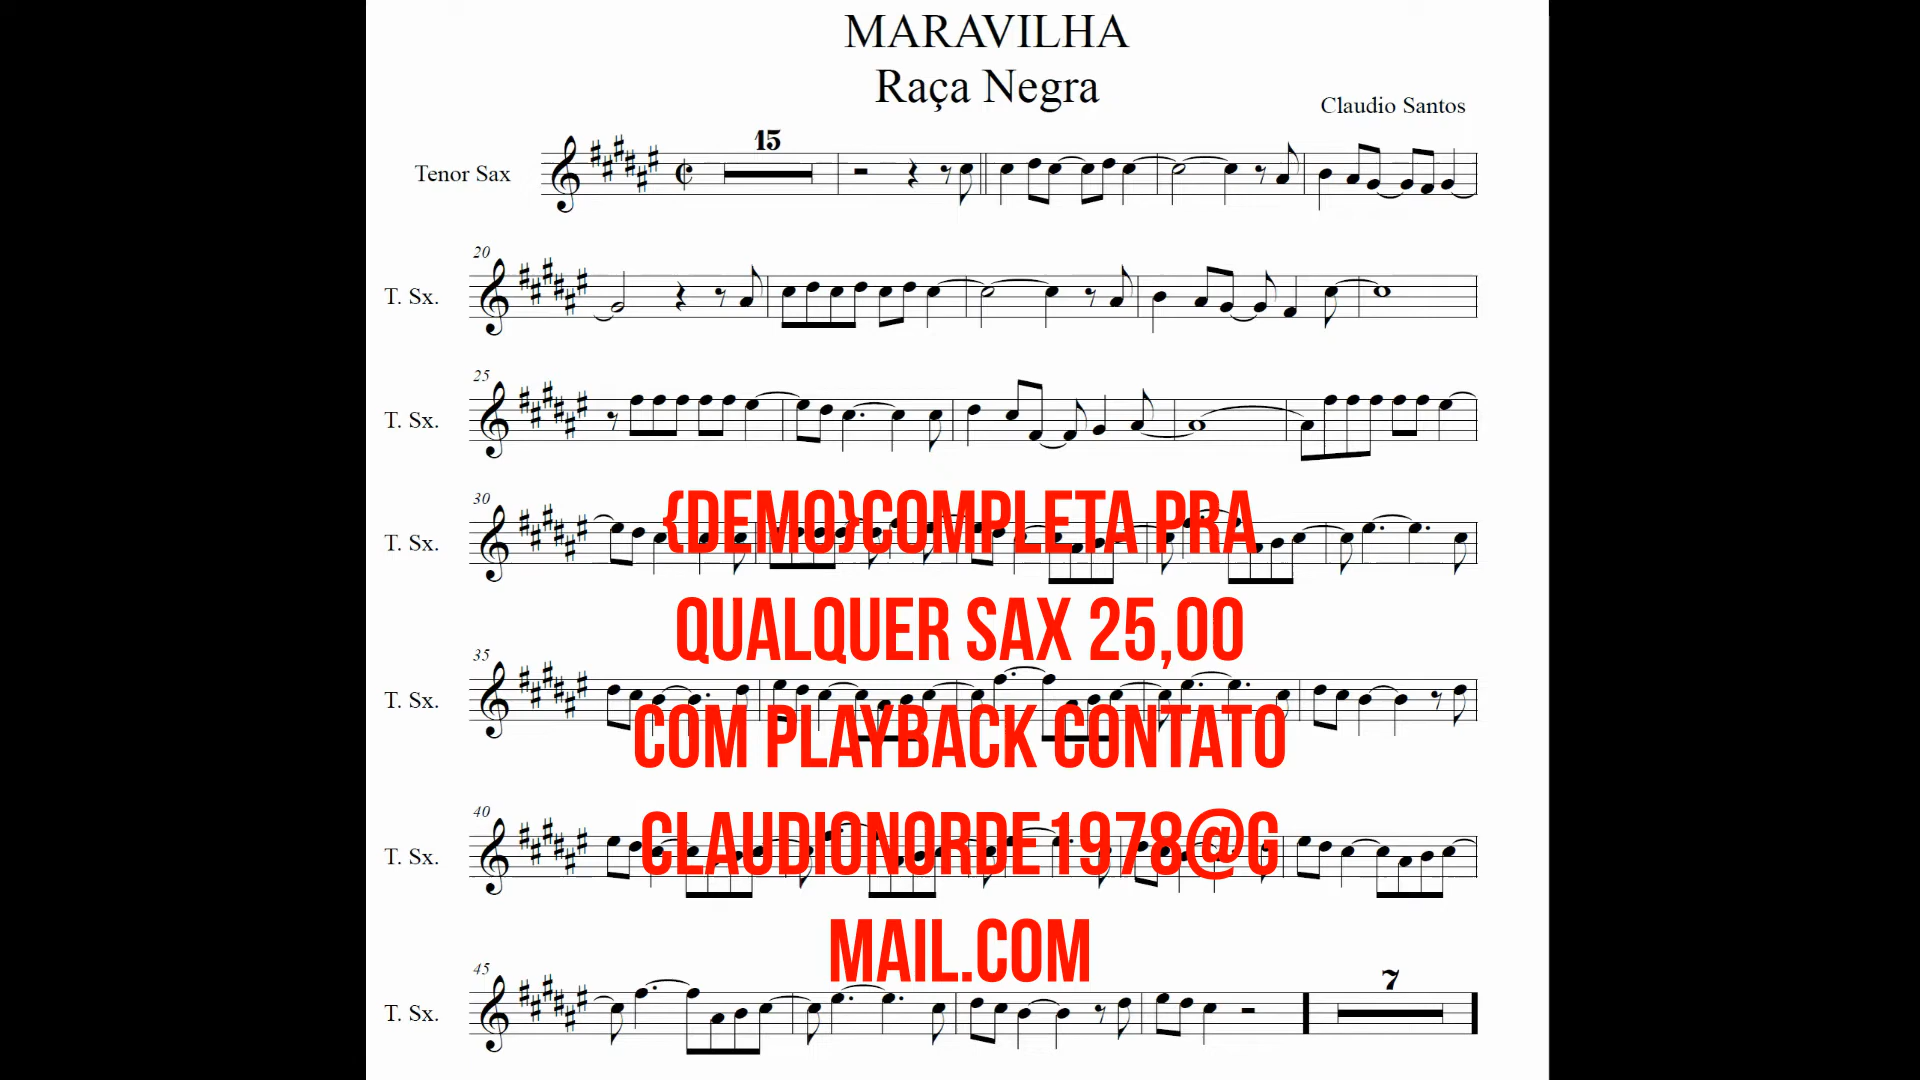 MARAVILHA
Raça Negra
Claudio Santos
15
Tenor Sax
20
T. Sx.
25
T. Sx.
30
T. Sx.
{DEMO}COMPLETA PRA
QUALQUER SAX 25,00
35
T. Sx.
COM PLAYBACK CONTATO
40
T. Sx.
CLAUDIONORDE1978@G
MAIL.COM
45
7
T. Sx.